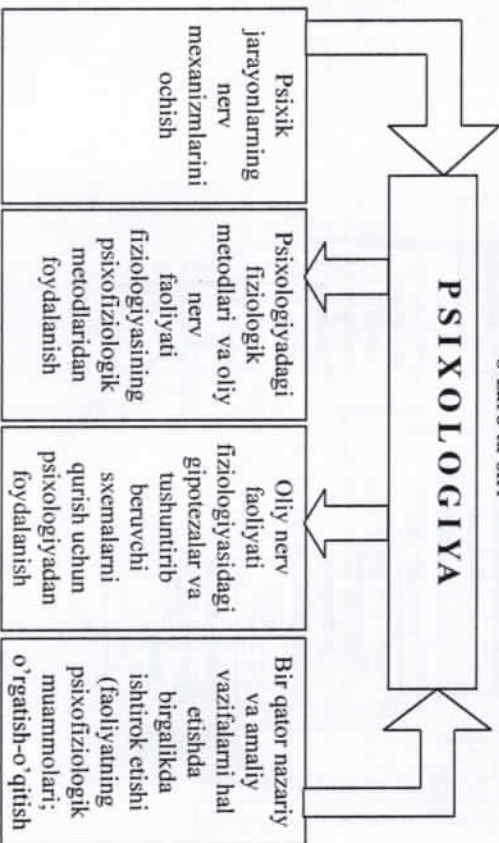 PSIXOLOGIYA
Psixik
jarayonlarning
nerv
mexanizmlarini
ochish
Psixologiyadagi
fiziologik
metodlari va oliy
nerv
faoliyati
fiziologiyasining
psixofiziologik
metodlaridan
foydalanish
Oliy nerv
faoliyati
fiziologiyasidagi
gipotezalar va
tushuntirib
beruvchi
sxemalarni
qurish uchun
psixologiyadan
foydalanish
Bir qator nazariy
va amaliy
vazifalarni hal
etishda
birgalikda
ishtirok etishi
(faoliyatning
psixofiziologik
muammolari;
o'rgatish-o'qitish